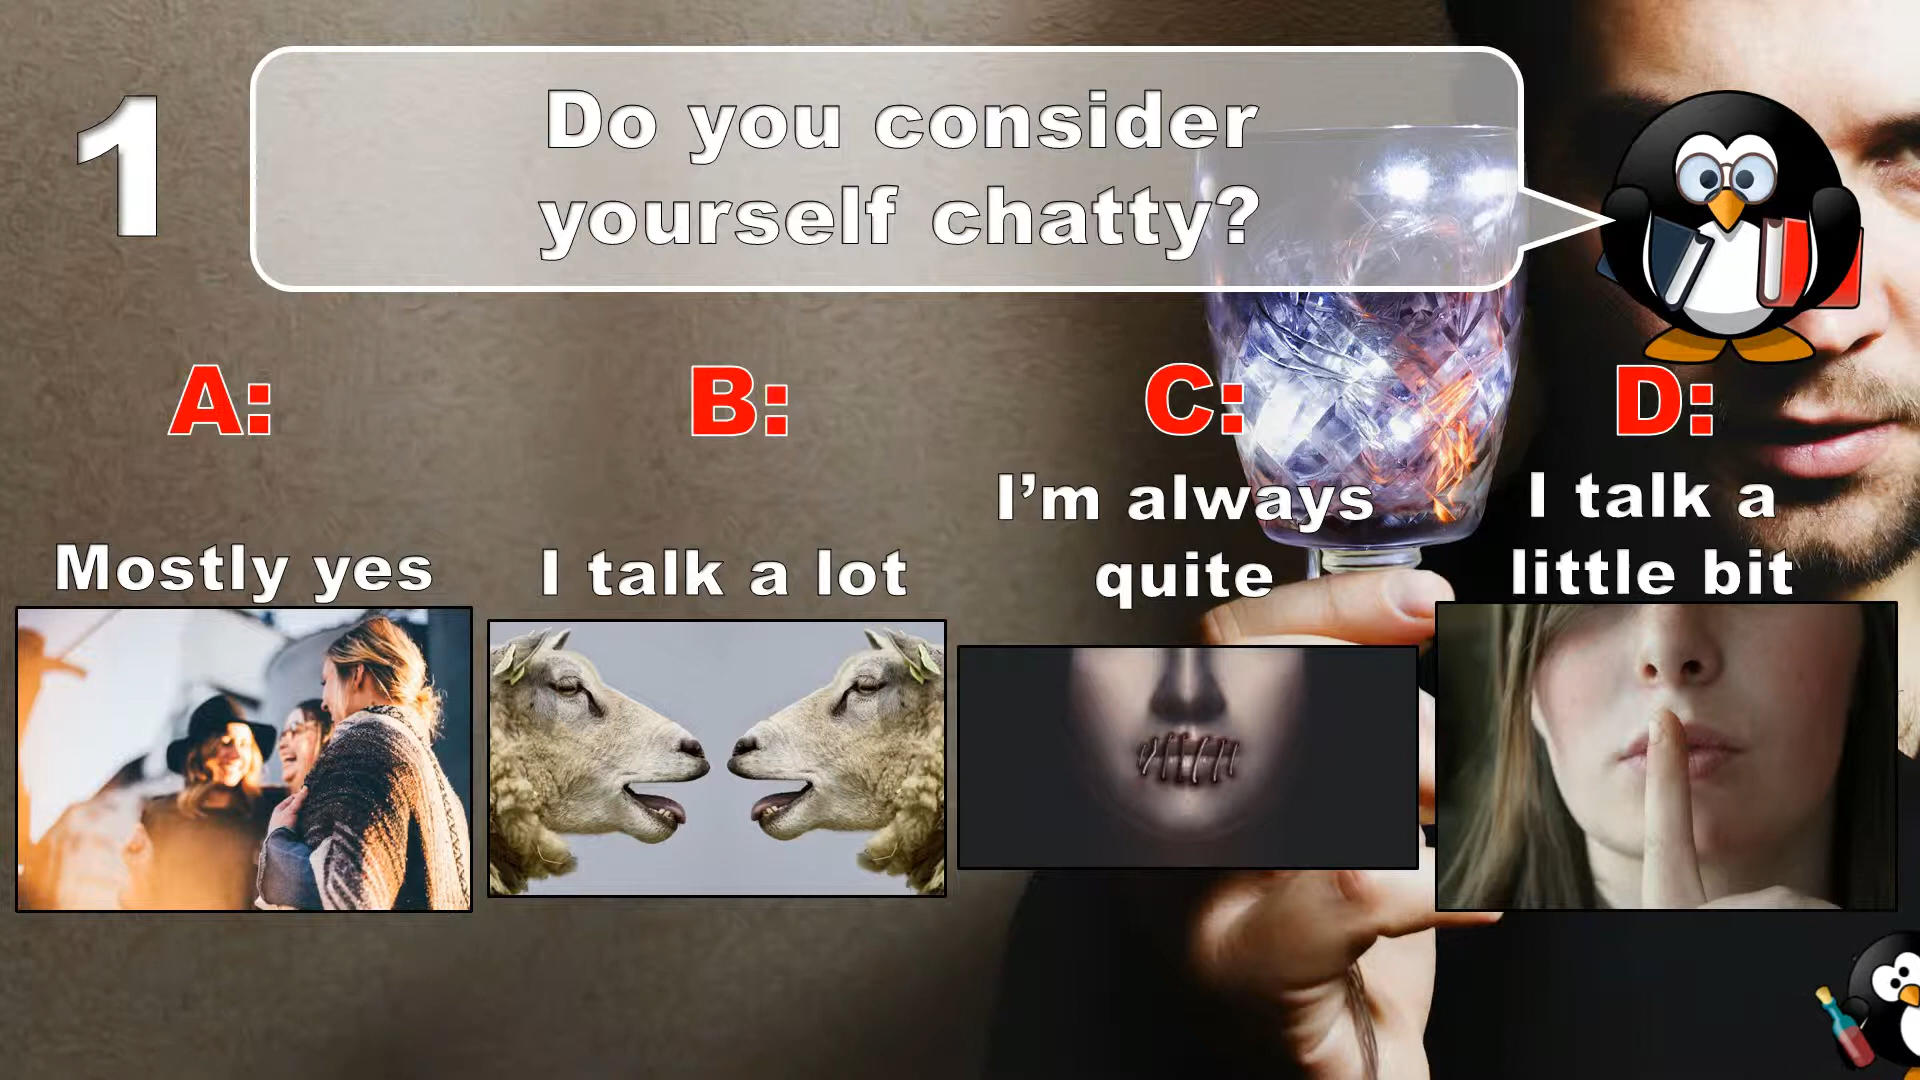 1
Do you consider
yourself chatty?
A:
Mostly yes
B:
I talk a lot
C:
I’m always
quite
D:
I talk a
little bit